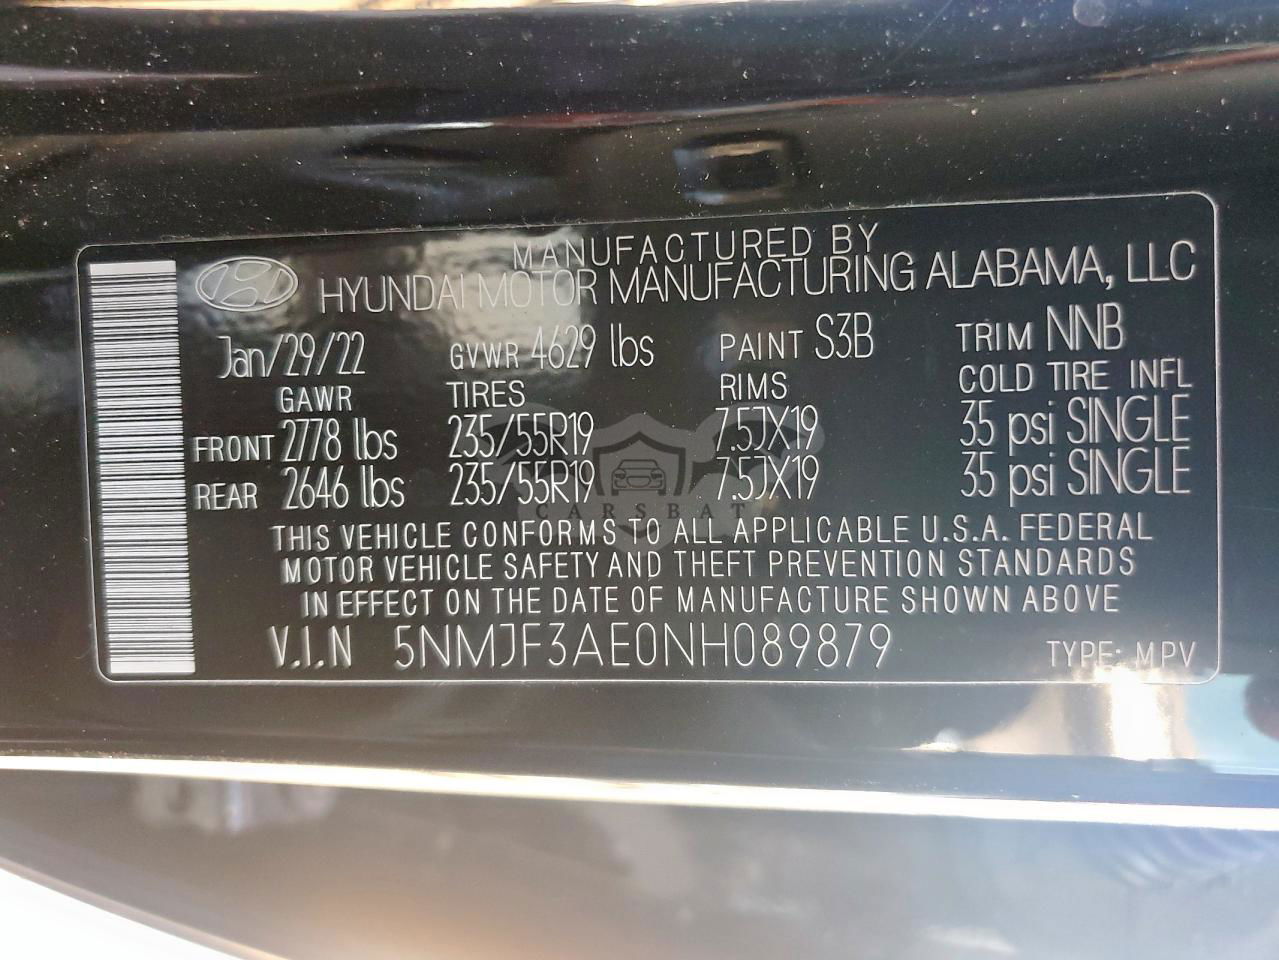 MANUFACTURED BY
HYUNDAI MOTOR MANUFACTURING ALABAMA, LLC
Jan/29/22 GVWR 4629 lbs PAINT S3B TRIM NNB
GAWR TIRES RIMS COLD TIRE INFL
FRONT 2778 lbs 235/55R19 7.5JX19 35 psi SINGLE
REAR 2646 lbs 235/55R19 7.5JX19 35 psi SINGLE
CARSBAT
THIS VEHICLE CONFORMS TO ALL APPLICABLE U.S.A. FEDERAL
MOTOR VEHICLE SAFETY AND THEFT PREVENTION STANDARDS
IN EFFECT ON THE DATE OF MANUFACTURE SHOWN ABOVE
V.I.N 5NMJF3AE0NH089879 TYPE: MPV